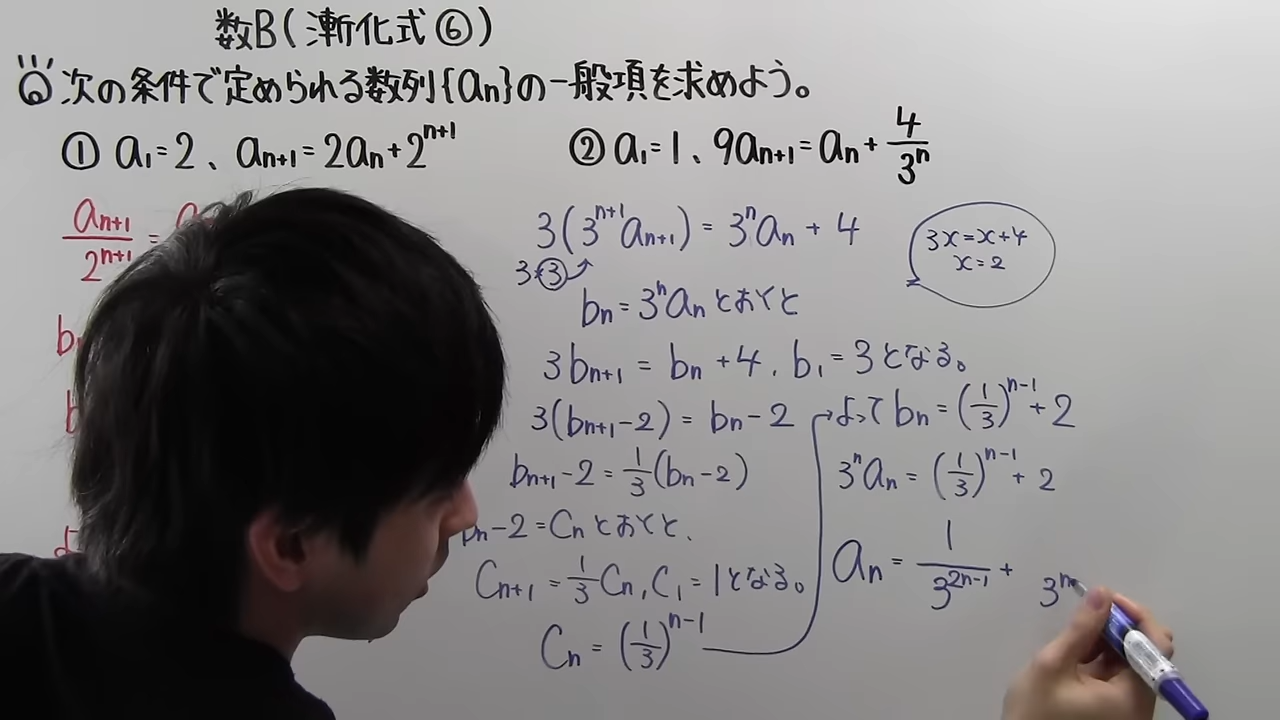 数B(漸化式⑥)
Q次の条件で定められる数列{an}の一般項を求めよう。
① a₁=2、an+1=2an+2^{n+1}
② a₁=1、9an+1=an+4/3^n
an+1/2^{n+1}=
3(3^{n+1}an+1)=3^n an+4
3·3
bn=3^n anとおくと
3bn+1=bn+4, b₁=3となる。
3(bn+1-2)=bn-2
bn+1-2=1/3(bn-2)
bn-2=Cnとおくと、
Cn+1=1/3Cn, C₁=1となる。
Cn=(1/3)^{n-1}
3x=x+4
x=2
よってbn=(1/3)^{n-1}+2
3^n an=(1/3)^{n-1}+2
an=1/3^{2n-1}+ 3^n